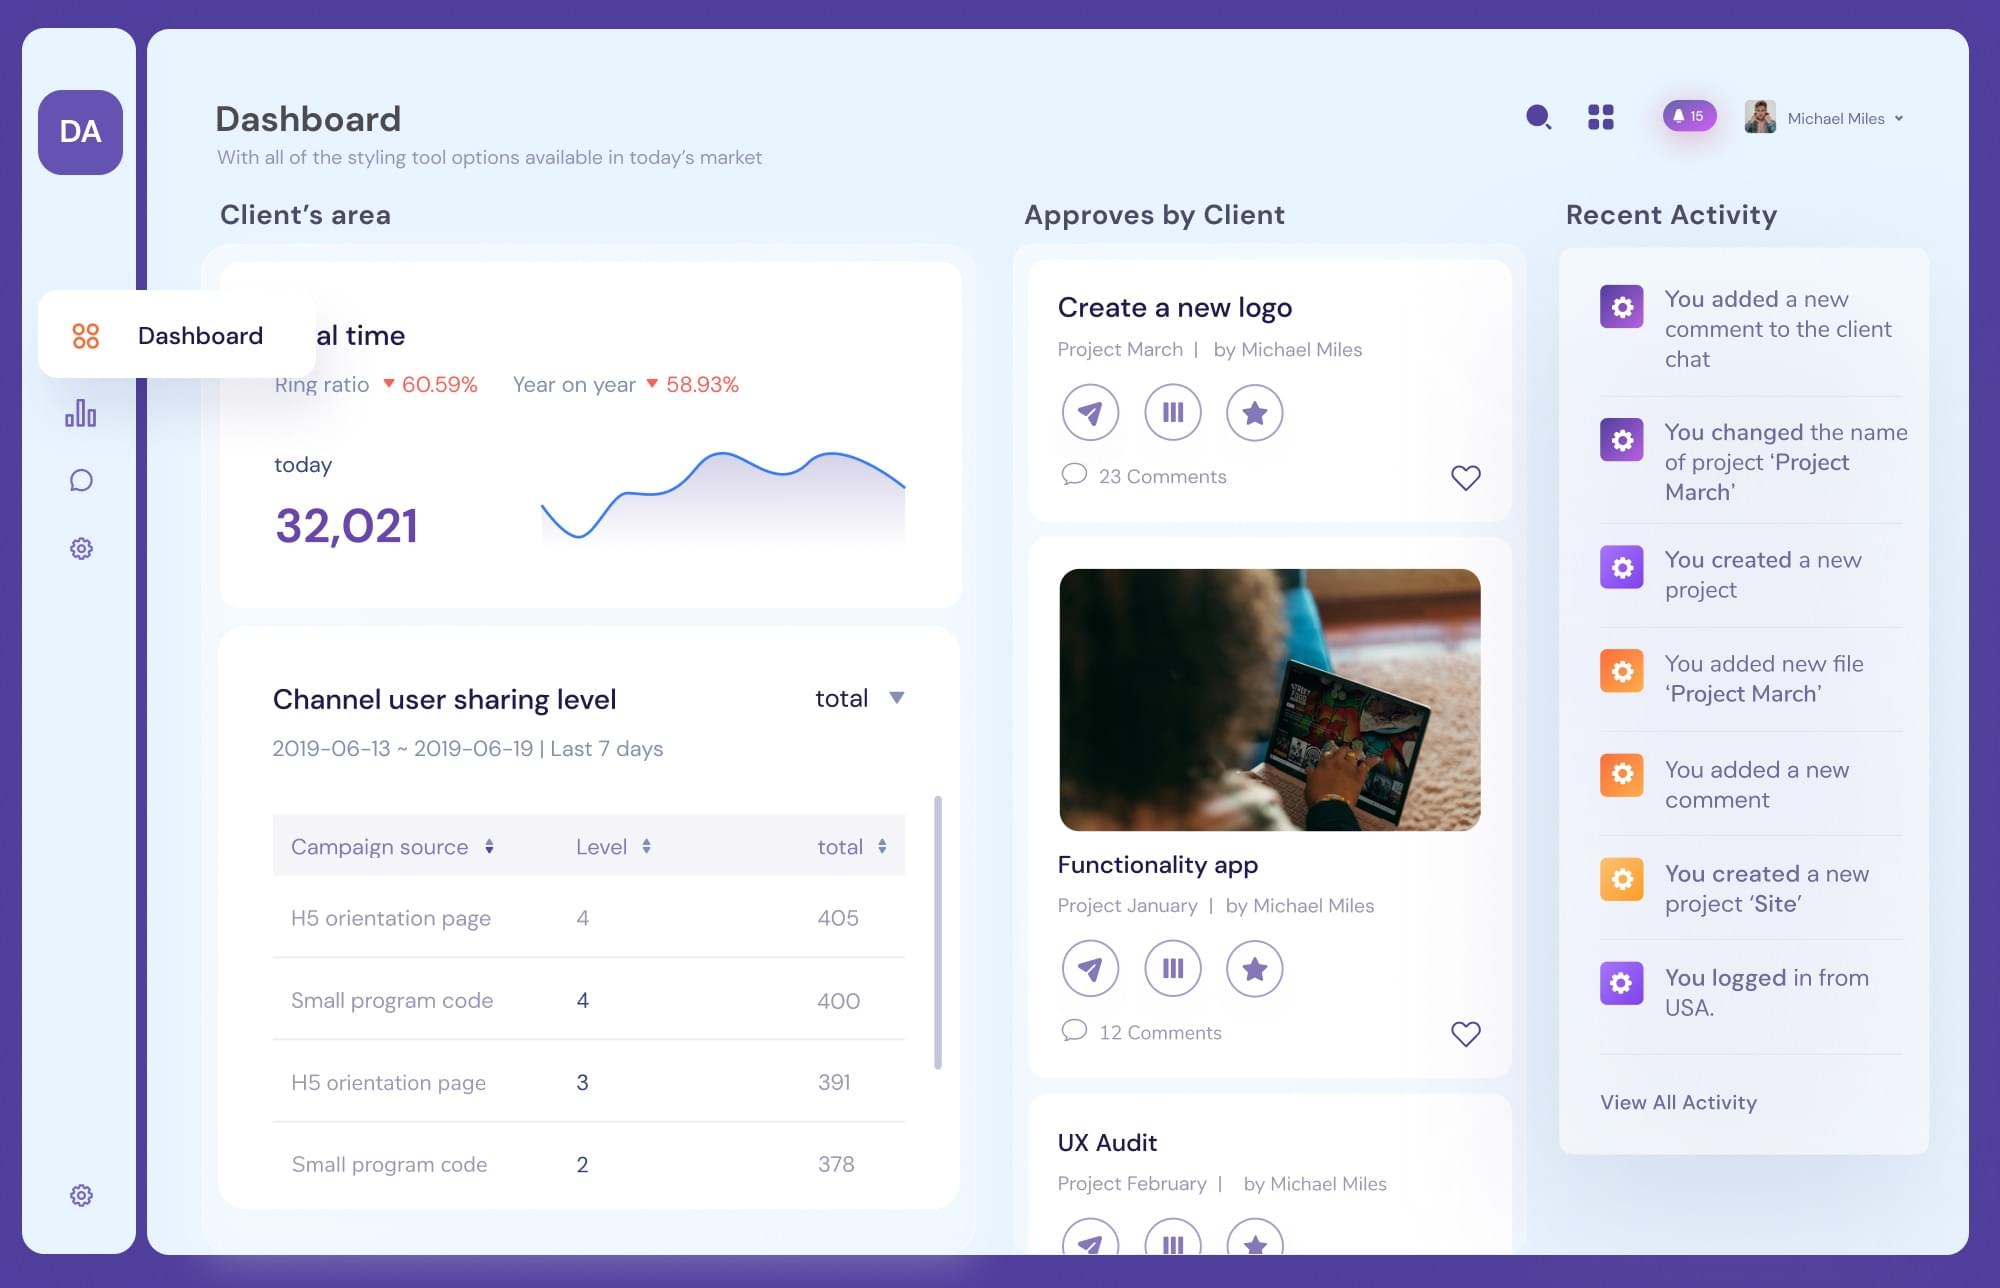 DA
Dashboard
Dashboard
With all of the styling tool options available in today’s market
15
Michael Miles
Client’s area
al time
Ring ratio 60.59% Year on year 58.93%
today
32,021
Channel user sharing level
total
2019-06-13 ~ 2019-06-19 | Last 7 days
Campaign source Level total
H5 orientation page 4 405
Small program code 4 400
H5 orientation page 3 391
Small program code 2 378
Approves by Client
Create a new logo
Project March | by Michael Miles
23 Comments
STREET
FOOD
Functionality app
Project January | by Michael Miles
12 Comments
UX Audit
Project February | by Michael Miles
Recent Activity
You added a new
comment to the client
chat
You changed the name
of project ‘Project
March’
You created a new
project
You added new file
‘Project March’
You added a new
comment
You created a new
project ‘Site’
You logged in from
USA.
View All Activity